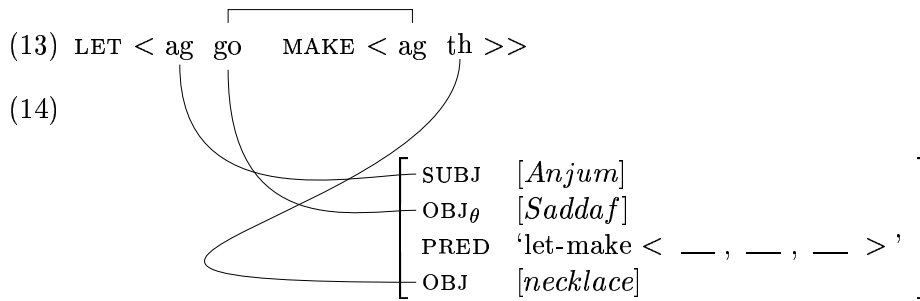 (13) LET < ag go MAKE < ag th >>
(14)
SUBJ [Anjum]
OBJθ [Saddaf]
PRED ‘let-make < __ , __ , __ > ’
OBJ [necklace]